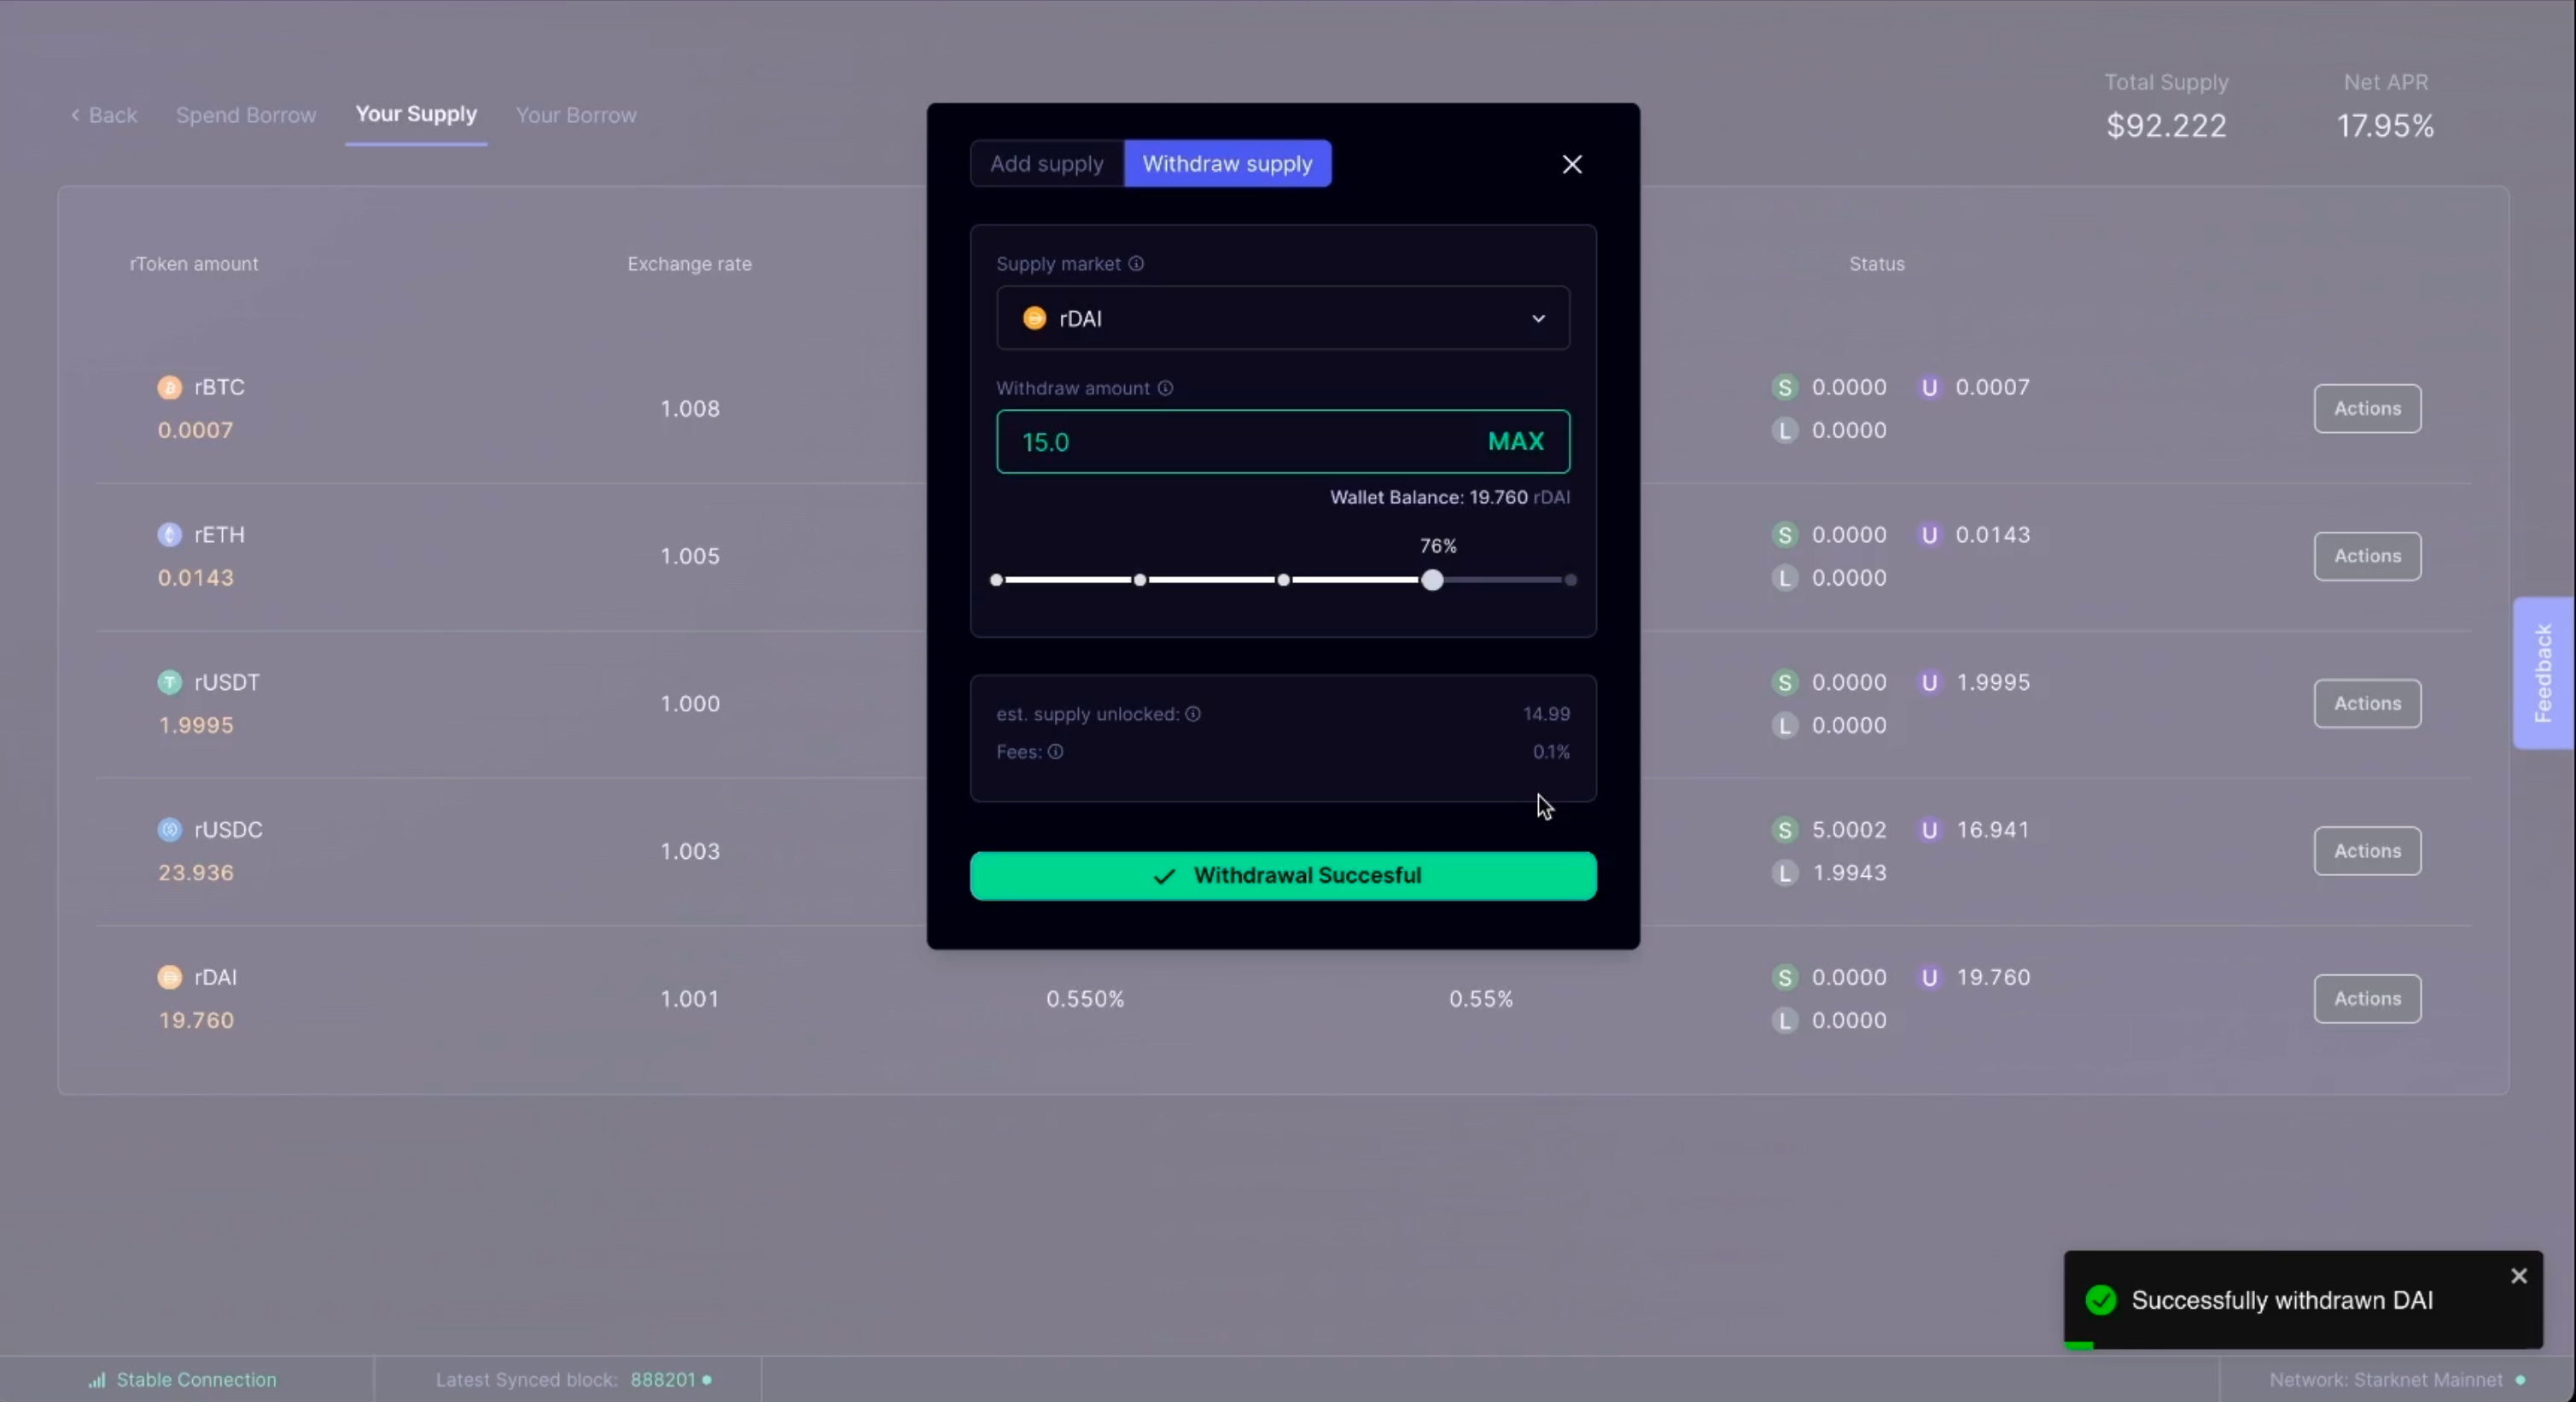 Back Spend Borrow Your Supply Your Borrow
Total Supply Net APR
$92.222 17.95%
rToken amount Exchange rate Status
rBTC
0.0007
1.008
S 0.0000 U 0.0007
L 0.0000
Actions
rETH
0.0143
1.005
S 0.0000 U 0.0143
L 0.0000
Actions
rUSDT
1.9995
1.000
S 0.0000 U 1.9995
L 0.0000
Actions
rUSDC
23.936
1.003
S 5.0002 U 16.941
L 1.9943
Actions
rDAI
19.760
1.001
0.550%
0.55%
S 0.0000 U 19.760
L 0.0000
Actions
Add supply Withdraw supply
Supply market
rDAI
Withdraw amount
15.0 MAX
Wallet Balance: 19.760 rDAI
76%
est. supply unlocked: 14.99
Fees: 0.1%
Withdrawal Succesful
Feedback
Successfully withdrawn DAI
Stable Connection Latest Synced block: 888201 Network: Starknet Mainnet